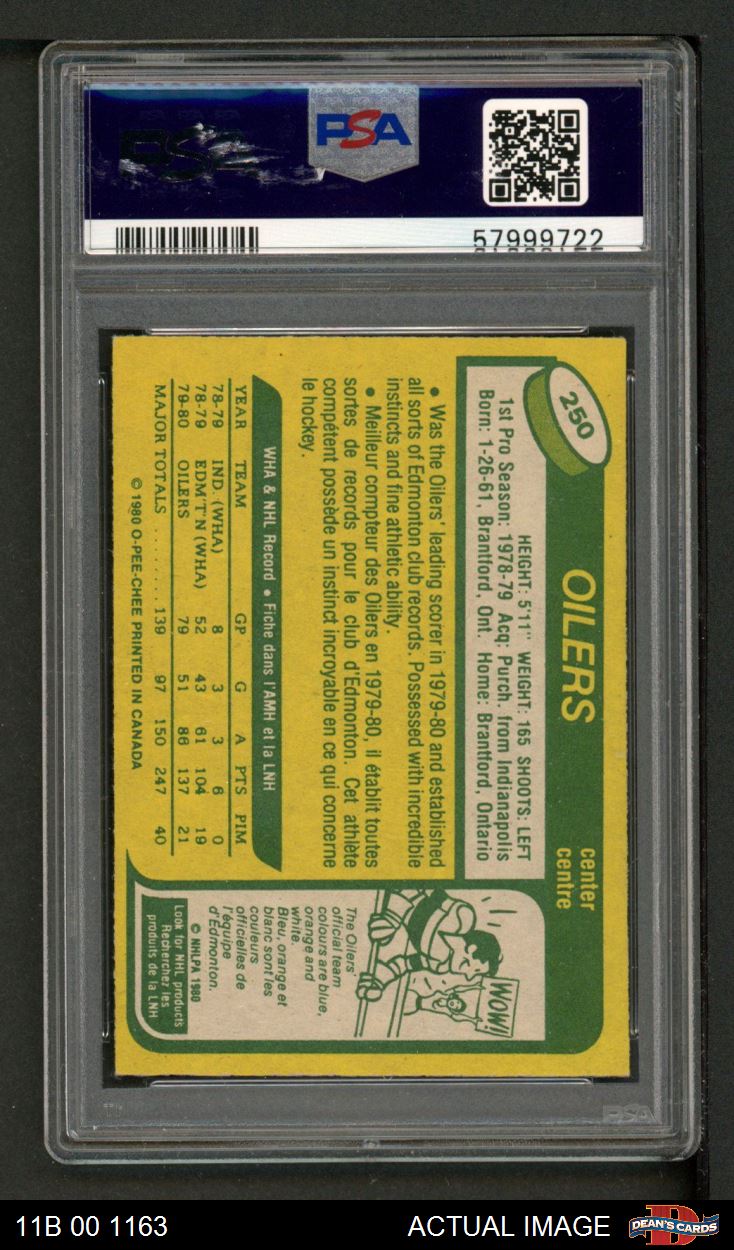 PSA
PSA
57999722
250
OILERS
center
centre
HEIGHT: 5'11" WEIGHT: 165 SHOOTS: LEFT
1st Pro Season: 1978-79 Acq: Purch. from Indianapolis
Born: 1-26-61, Brantford, Ont. Home: Brantford, Ontario
• Was the Oilers' leading scorer in 1979-80 and established
all sorts of Edmonton club records. Possessed with incredible
instincts and fine athletic ability.
• Meilleur compteur des Oilers en 1979-80, il établit toutes
sortes de records pour le club d'Edmonton. Cet athlète
compétent possède un instinct incroyable en ce qui concerne
le hockey.
WHA & NHL Record • Fiche dans l'AMH et la LNH
YEAR TEAM GP G A PTS PIM
78-79 IND. (WHA) 8 3 3 6 0
78-79 EDM'T'N (WHA) 52 43 61 104 19
79-80 OILERS 79 51 86 137 21
MAJOR TOTALS ......... 139 97 150 247 40
© 1980 O-PEE-CHEE PRINTED IN CANADA
WOW!
The Oilers'
official team
colours are blue,
orange and
white.
Bleu, orange et
blanc sont les
couleurs
officielles de
l'équipe
d'Edmonton.
© NHLPA 1980
Look for NHL products
Recherchez les
produits de la LNH
PSA
11B 00 1163
ACTUAL IMAGE
D
DEAN'S CARDS